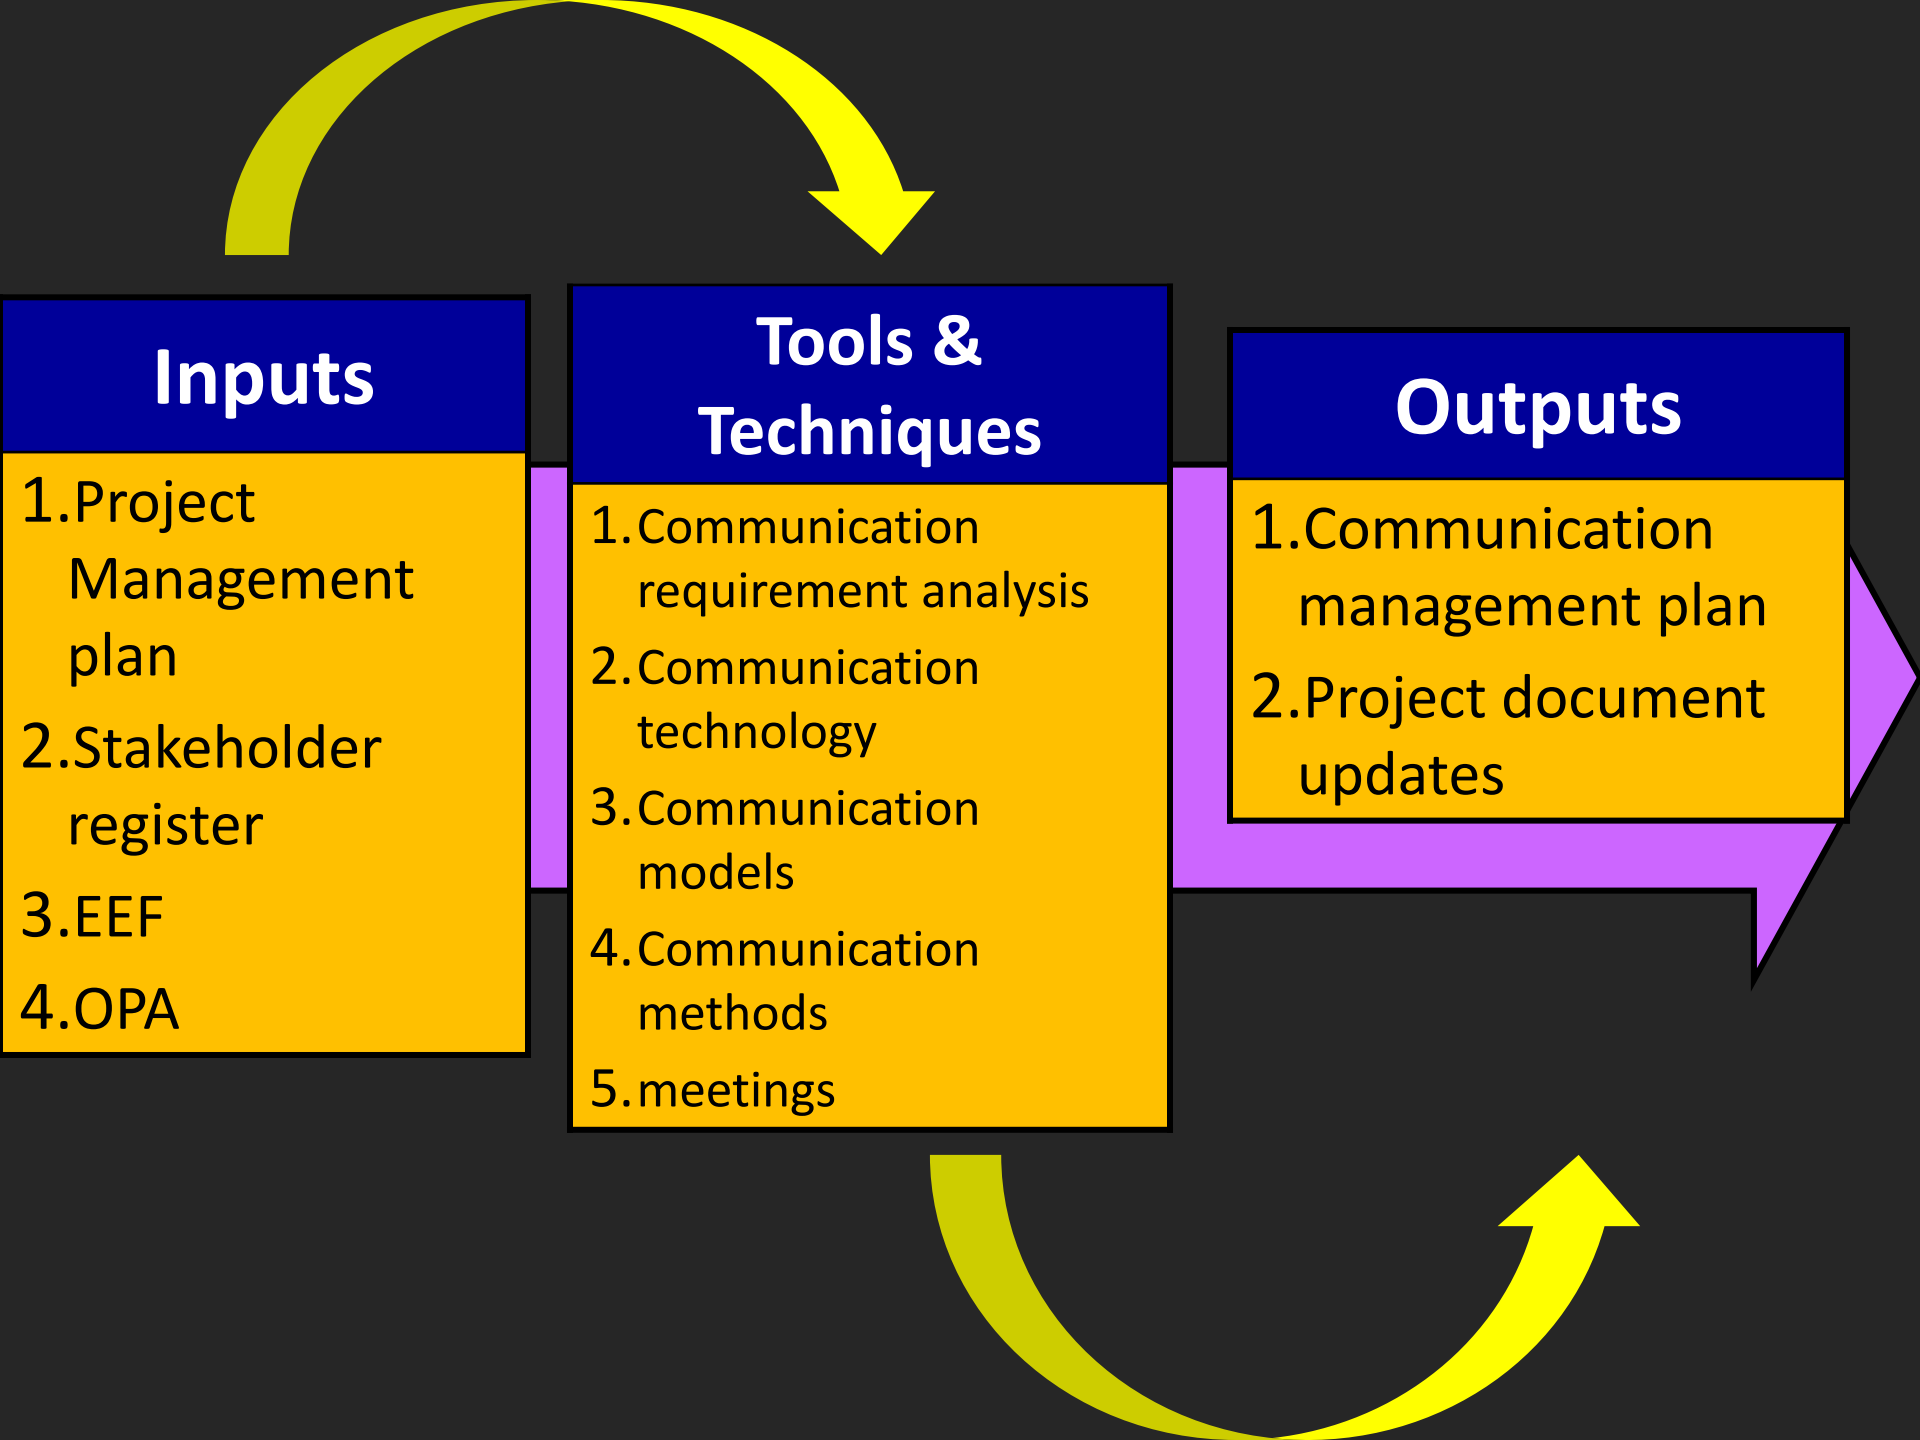 Inputs
1.Project
Management
plan
2.Stakeholder
register
3.EEF
4.OPA
Tools &
Techniques
1.Communication
requirement analysis
2.Communication
technology
3.Communication
models
4.Communication
methods
5.meetings
Outputs
1.Communication
management plan
2.Project document
updates